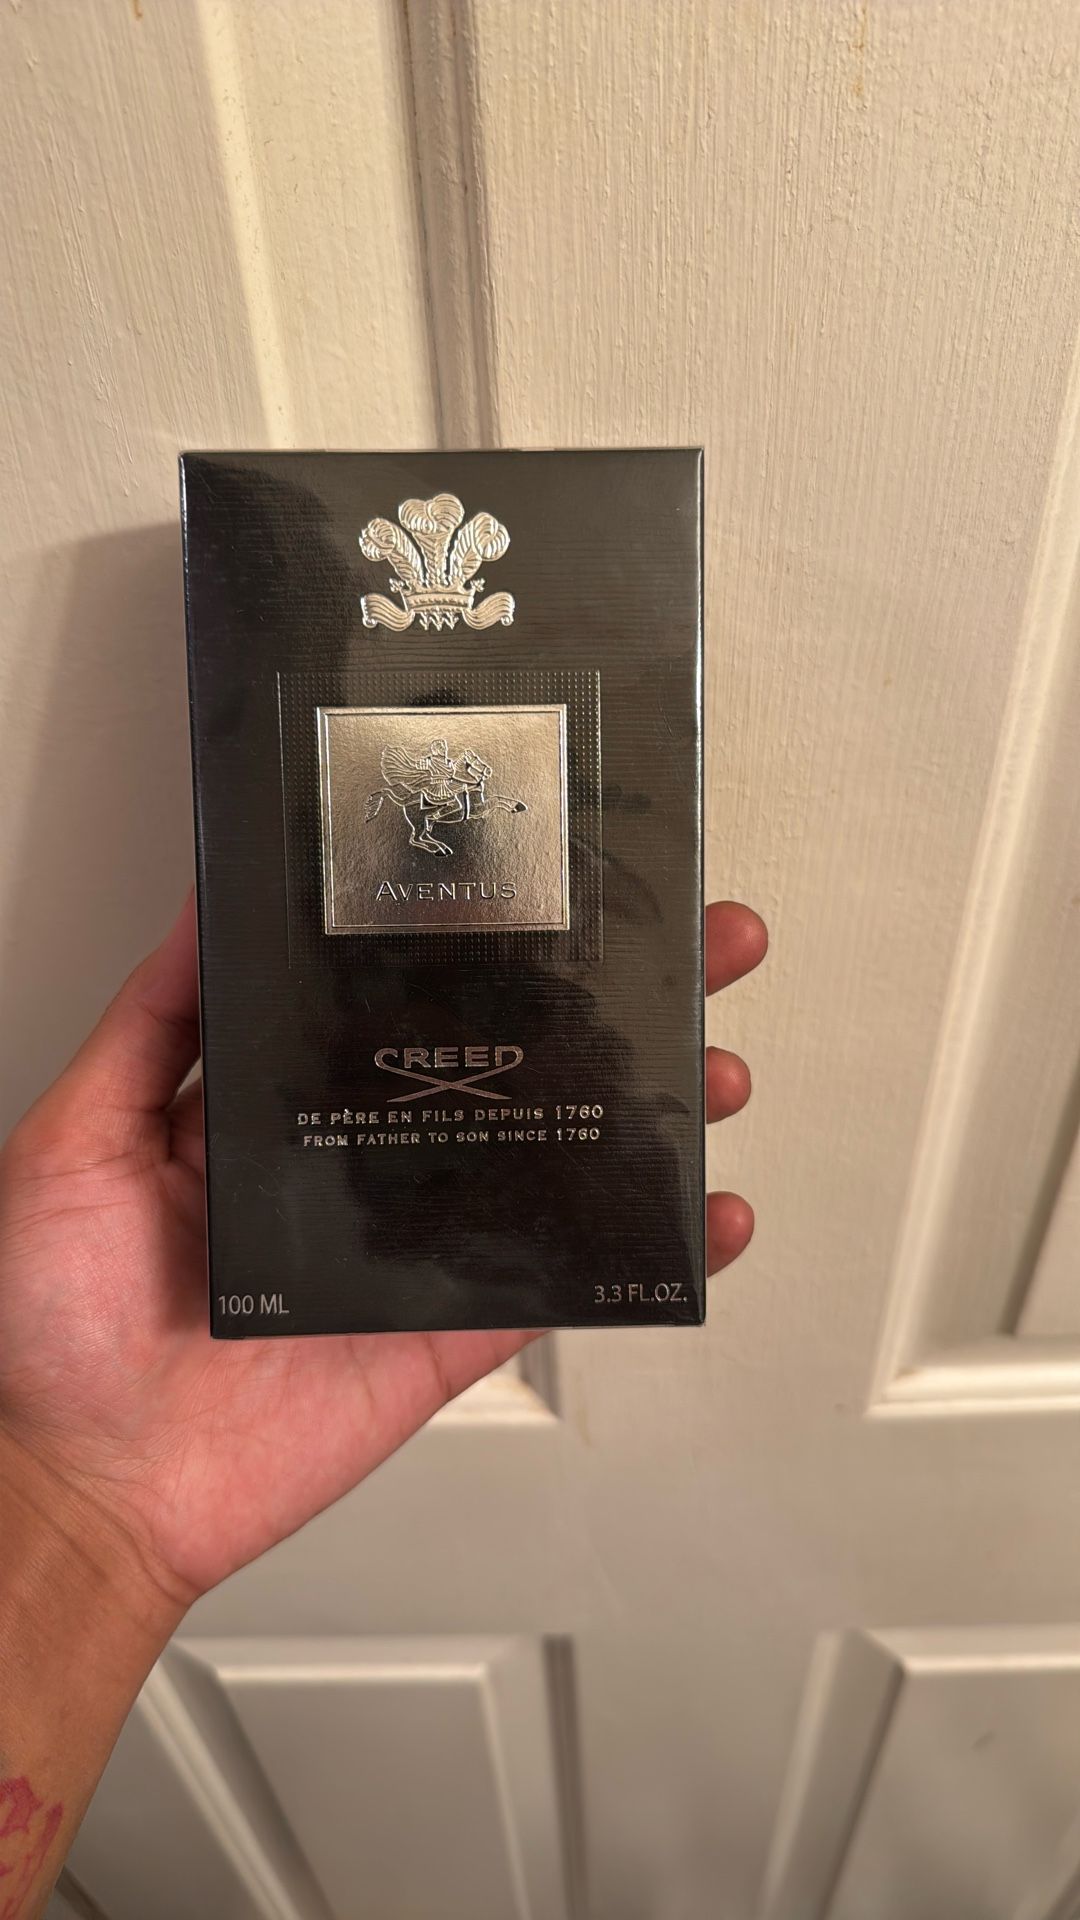 AVENTUS
CREED
DE PÈRE EN FILS DEPUIS 1760
FROM FATHER TO SON SINCE 1760
100 ML
3.3 FL.OZ.